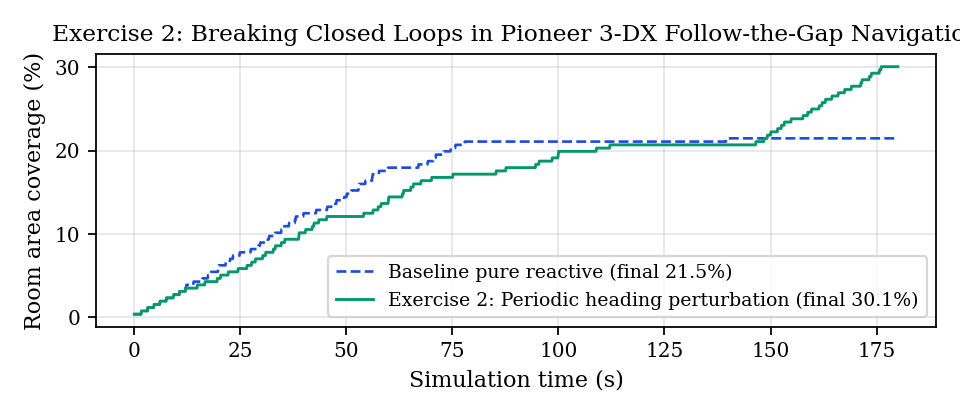 Exercise 2: Breaking Closed Loops in Pioneer 3-DX Follow-the-Gap Navigatio
Room area coverage (%)
30
20
10
0
Baseline pure reactive (final 21.5%)
Exercise 2: Periodic heading perturbation (final 30.1%)
0 25 50 75 100 125 150 175
Simulation time (s)